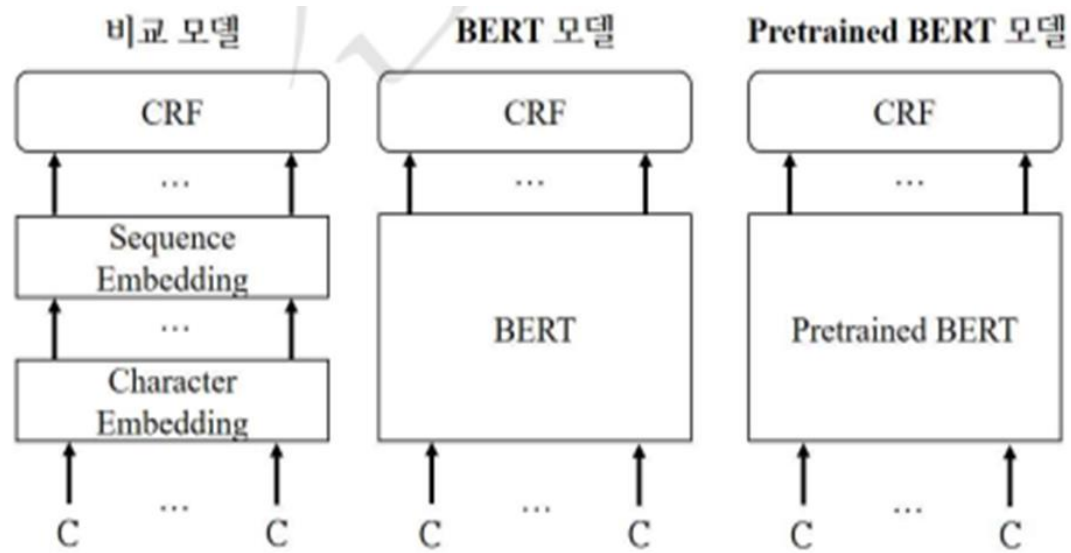 비교 모델
CRF
...
Sequence
Embedding
...
Character
Embedding
...
C C
BERT 모델
CRF
...
BERT
...
C C
Pretrained BERT 모델
CRF
...
Pretrained BERT
...
C C